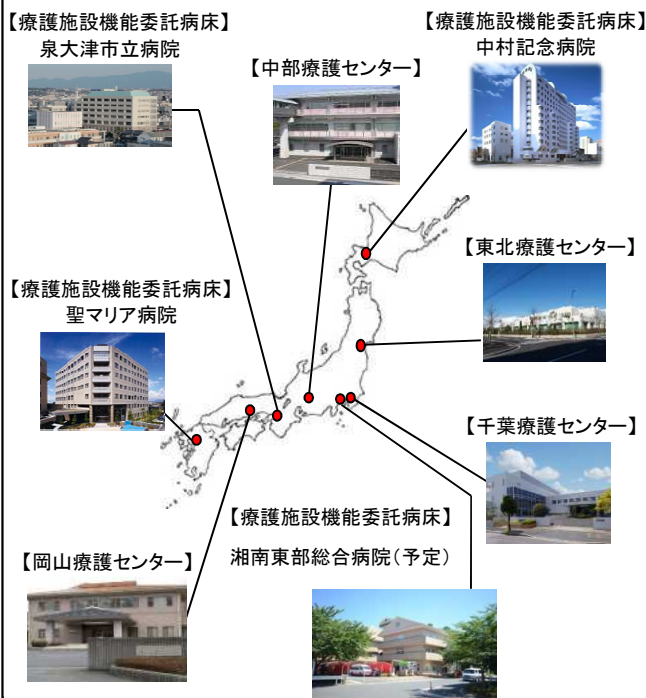 【療護施設機能委託病床】
泉大津市立病院
【中部療護センター】
【療護施設機能委託病床】
中村記念病院
【東北療護センター】
【療護施設機能委託病床】
聖マリア病院
【千葉療護センター】
【療護施設機能委託病床】
湘南東部総合病院(予定)
【岡山療護センター】